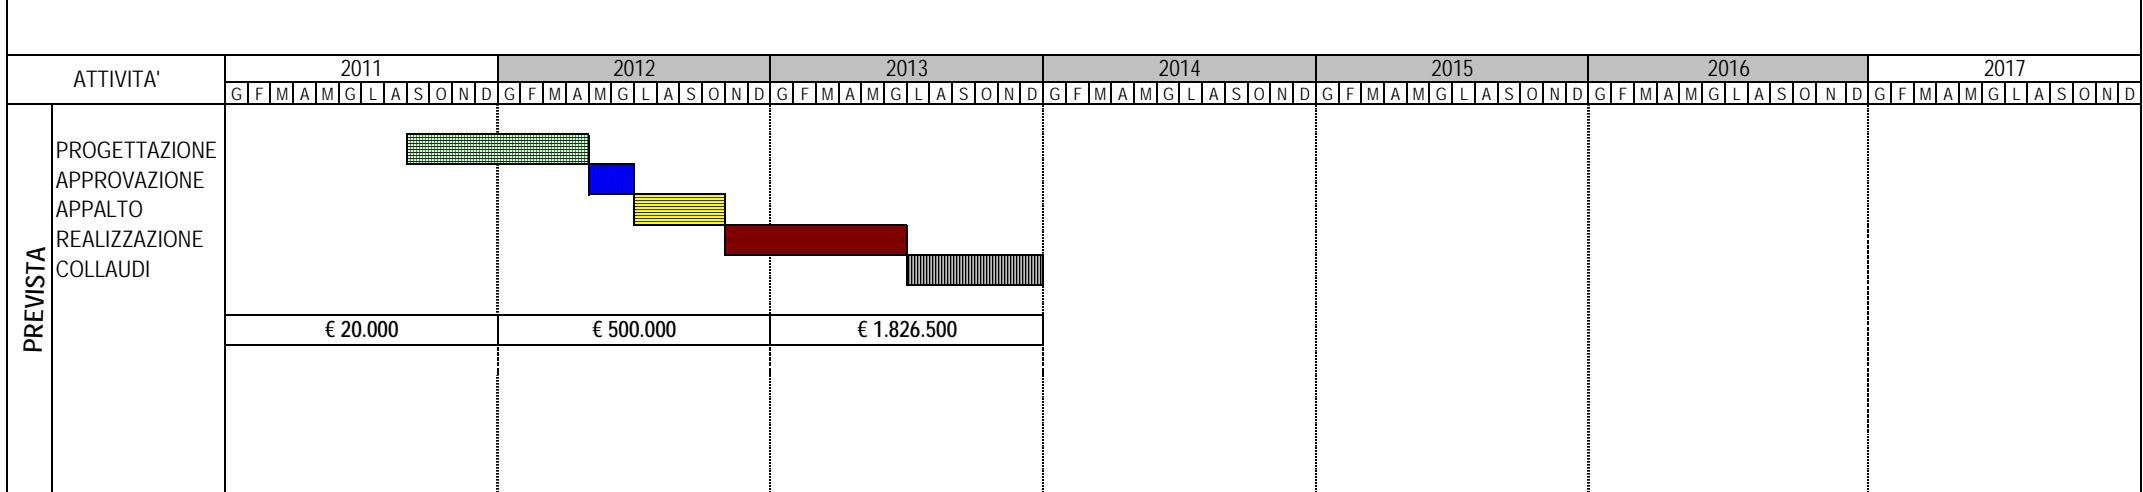 ATTIVITA'
2011 2012 2013 2014 2015 2016 2017
G F M A M G L A S O N D G F M A M G L A S O N D G F M A M G L A S O N D G F M A M G L A S O N D G F M A M G L A S O N D G F M A M G L A S O N D G F M A M G L A S O N D
PREVISTA
PROGETTAZIONE
APPROVAZIONE
APPALTO
REALIZZAZIONE
COLLAUDI
€ 20.000 € 500.000 € 1.826.500